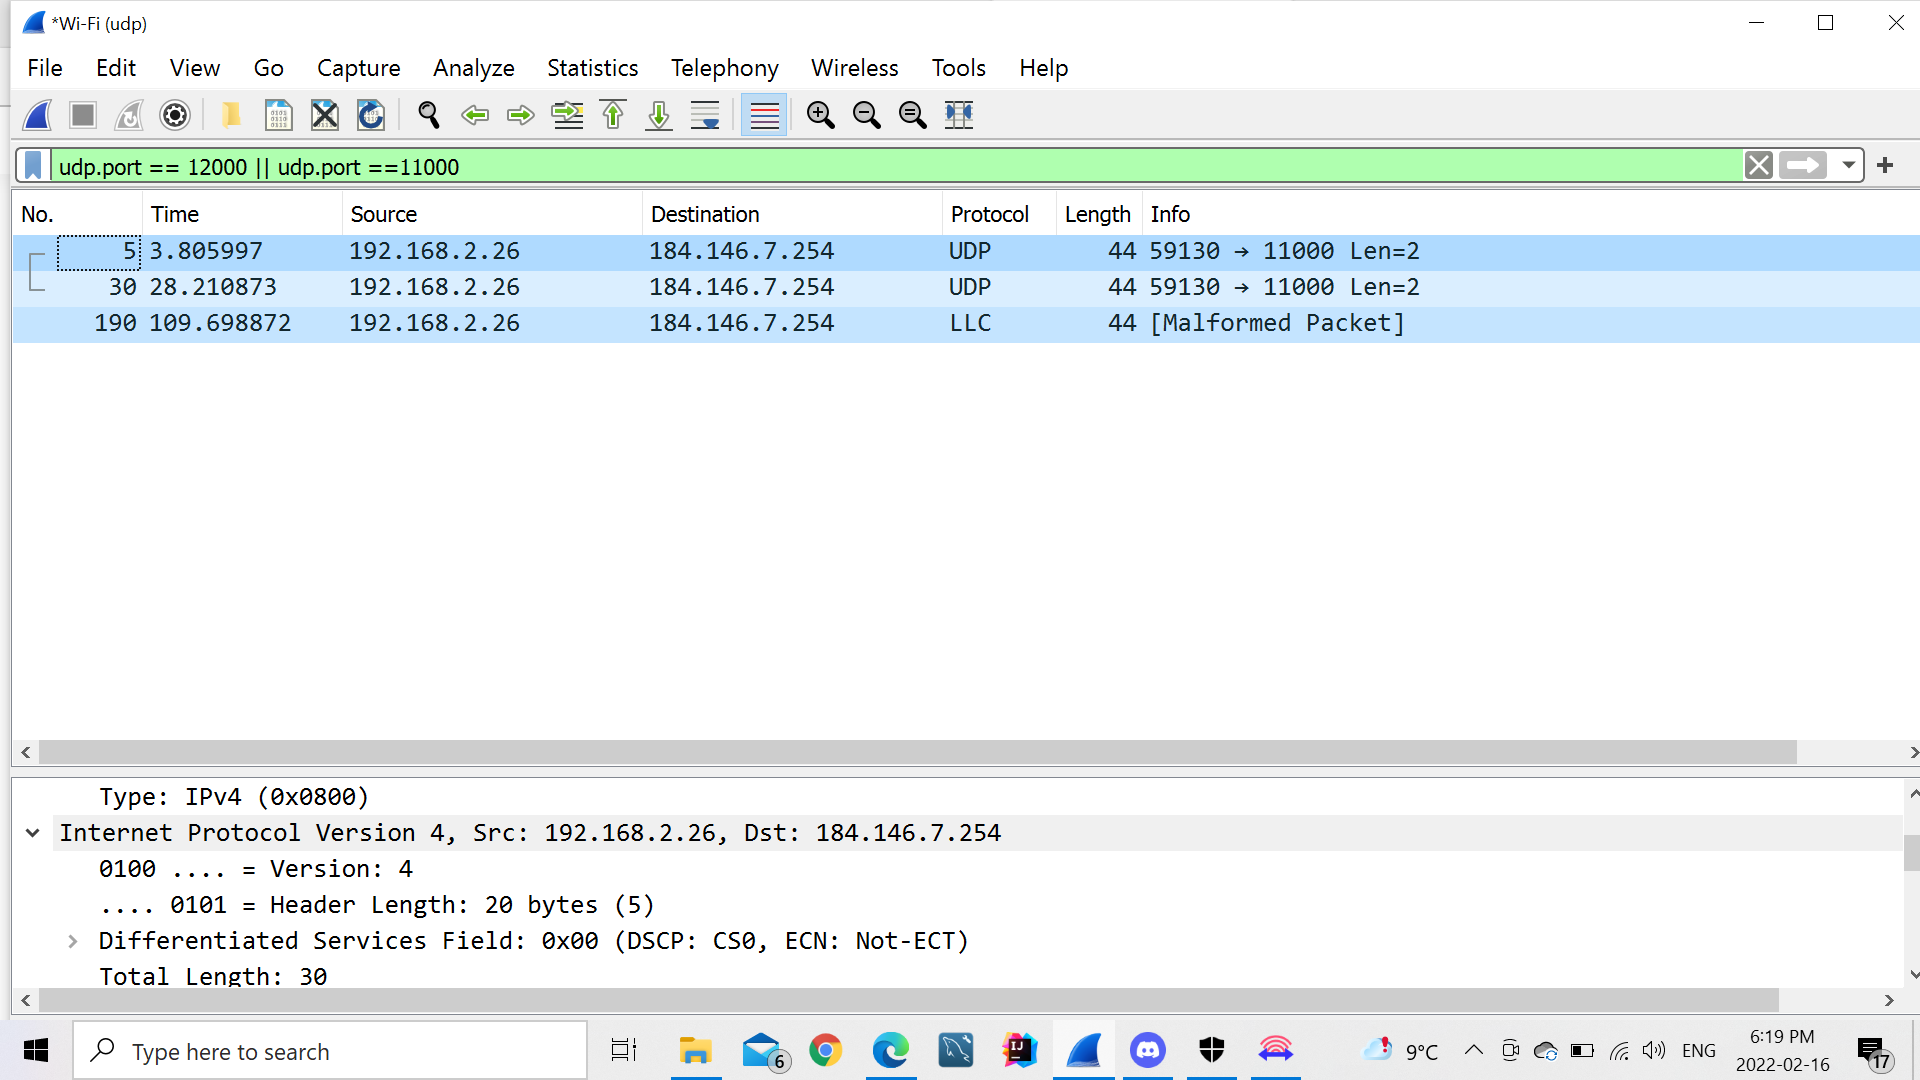 *Wi-Fi (udp)
File Edit View Go Capture Analyze Statistics Telephony Wireless Tools Help
udp.port == 12000 || udp.port ==11000
No. Time Source Destination Protocol Length Info
5 3.805997 192.168.2.26 184.146.7.254 UDP 44 59130 → 11000 Len=2
30 28.210873 192.168.2.26 184.146.7.254 UDP 44 59130 → 11000 Len=2
190 109.698872 192.168.2.26 184.146.7.254 LLC 44 [Malformed Packet]
Type: IPv4 (0x0800)
Internet Protocol Version 4, Src: 192.168.2.26, Dst: 184.146.7.254
0100 .... = Version: 4
.... 0101 = Header Length: 20 bytes (5)
Differentiated Services Field: 0x00 (DSCP: CS0, ECN: Not-ECT)
Total Length: 30
Type here to search 6 IJ 9°C ENG 6:19 PM 17
2022-02-16